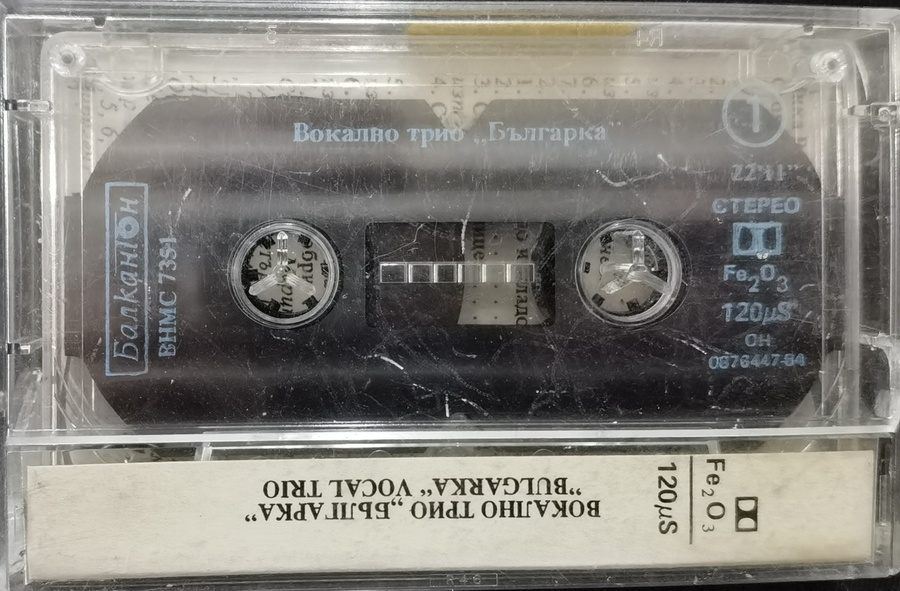 Вокално трио „Българка"
1
22'11"
СТЕРЕО
Fe₂O₃
120µS
ОН
0876447-84
Балкантон
ВНМС 7351
ВОКАЛНО ТРИО „БЪЛГАРКА"
"BULGARKA" VOCAL TRIO
Fe₂O₃
120µS